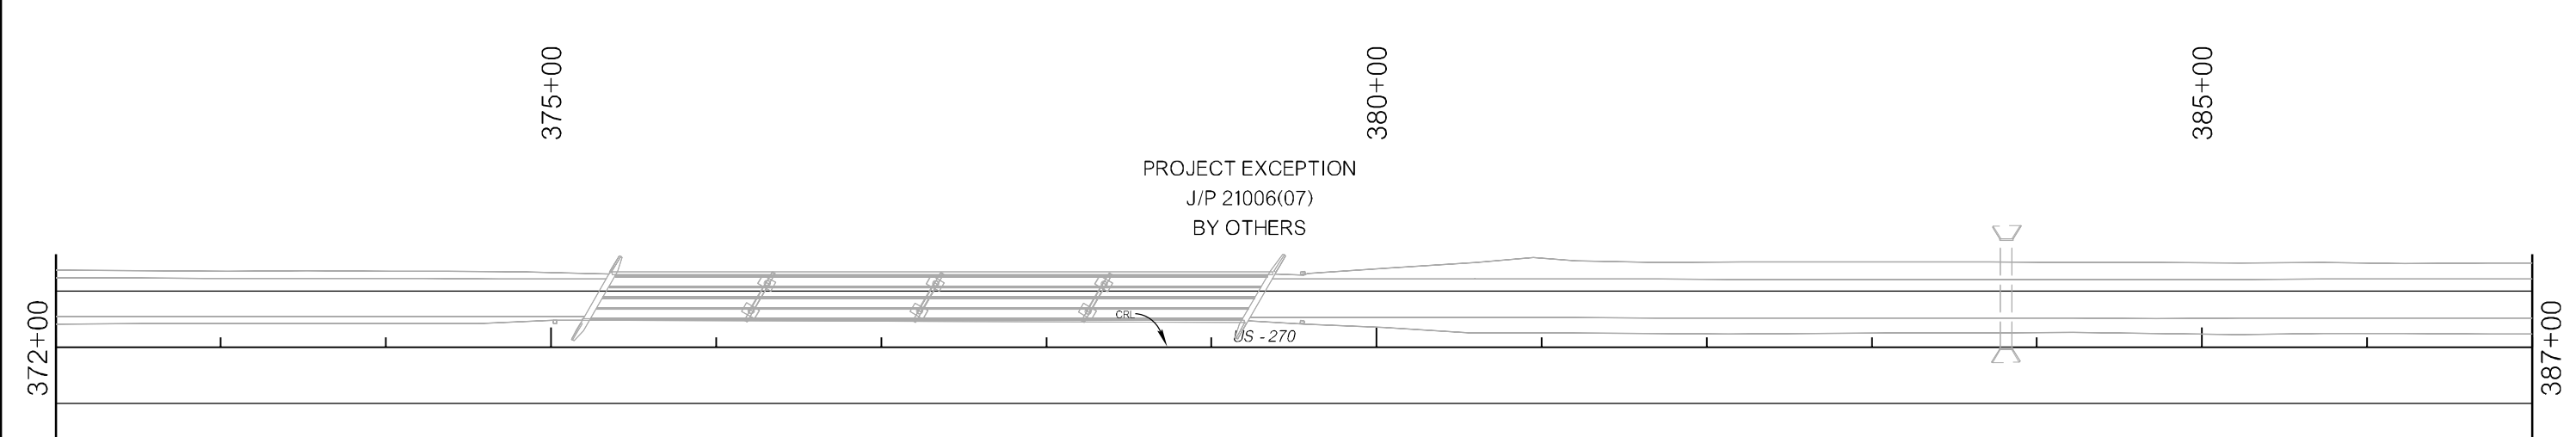 375+00
380+00
385+00
PROJECT EXCEPTION
J/P 21006(07)
BY OTHERS
CRL
US - 270
372+00
387+00